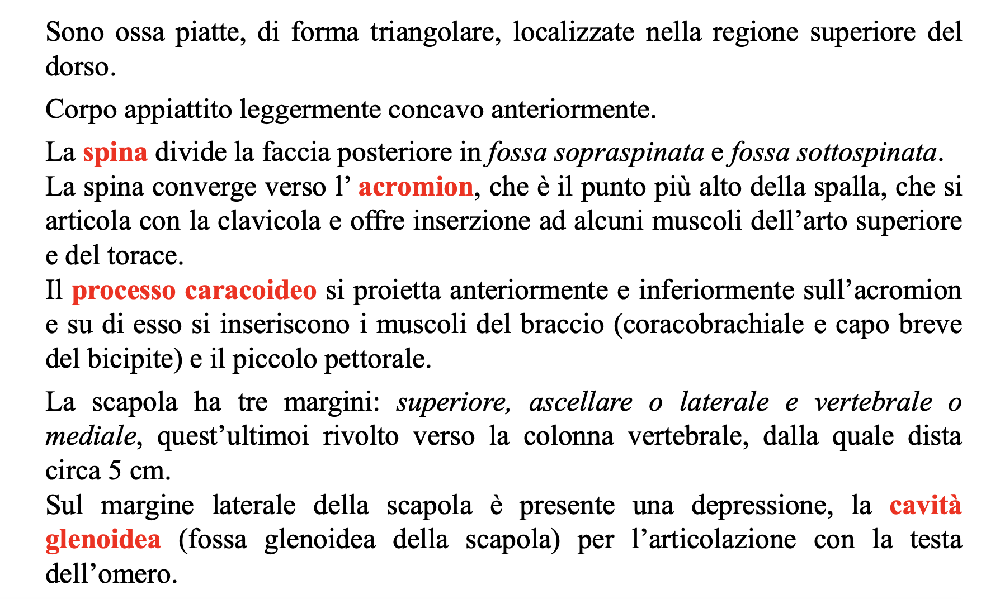 Sono ossa piatte, di forma triangolare, localizzate nella regione superiore del
dorso.
Corpo appiattito leggermente concavo anteriormente.
La spina divide la faccia posteriore in fossa sopraspinata e fossa sottospinata.
La spina converge verso l’ acromion, che è il punto più alto della spalla, che si
articola con la clavicola e offre inserzione ad alcuni muscoli dell’arto superiore
e del torace.
Il processo caracoideo si proietta anteriormente e inferiormente sull’acromion
e su di esso si inseriscono i muscoli del braccio (coracobrachiale e capo breve
del bicipite) e il piccolo pettorale.
La scapola ha tre margini: superiore, ascellare o laterale e vertebrale o
mediale, quest’ultimoi rivolto verso la colonna vertebrale, dalla quale dista
circa 5 cm.
Sul margine laterale della scapola è presente una depressione, la cavità
glenoidea (fossa glenoidea della scapola) per l’articolazione con la testa
dell’omero.